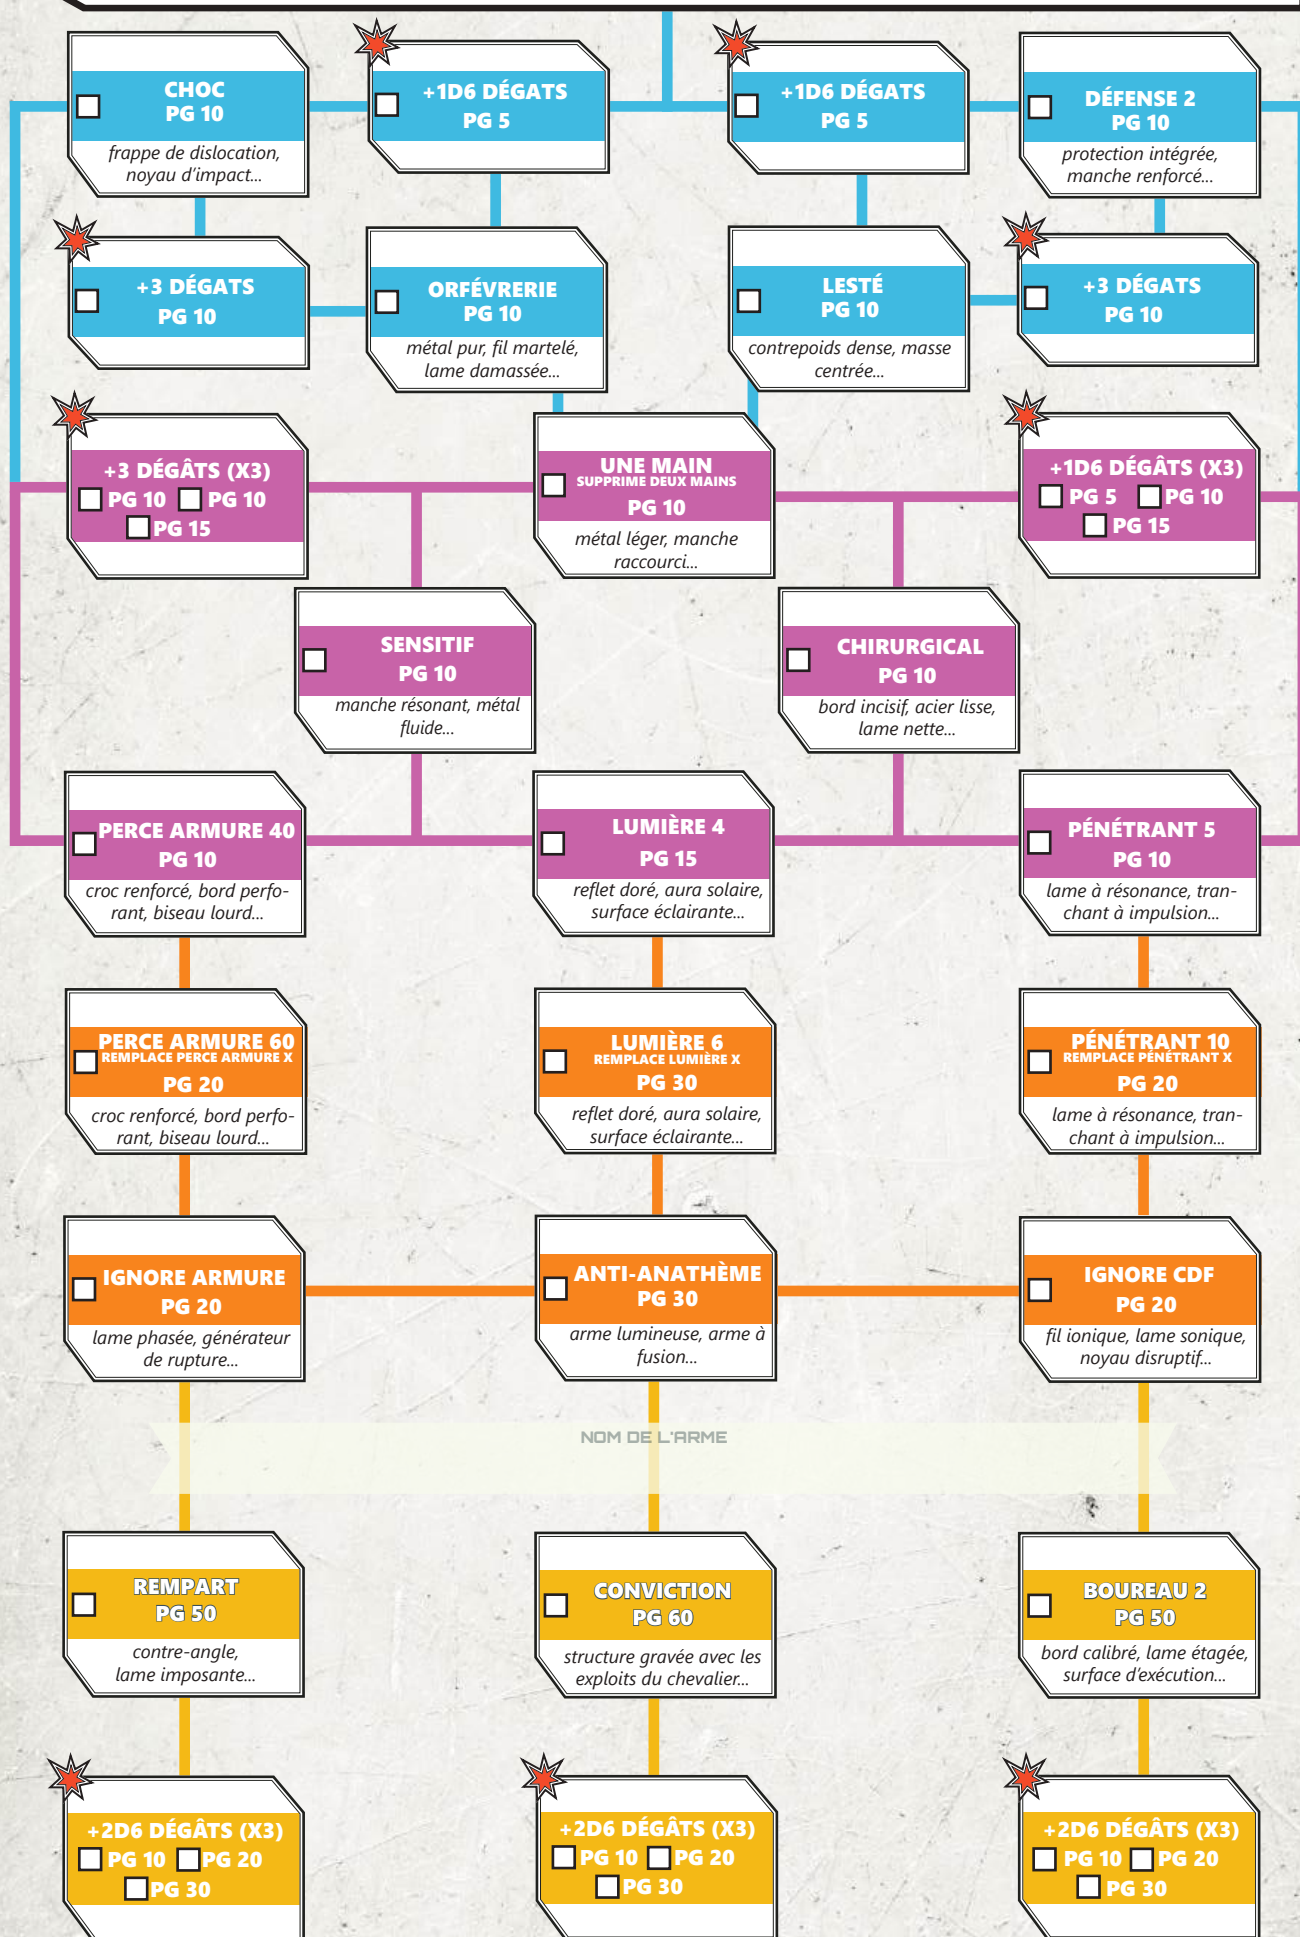 CHOC
PG 10
frappe de dislocation,
noyau d'impact...
+1D6 DÉGATS
PG 5
+1D6 DÉGATS
PG 5
DÉFENSE 2
PG 10
protection intégrée,
manche renforcé...
+3 DÉGATS
PG 10
ORFÉVRERIE
PG 10
métal pur, fil martelé,
lame damassée...
LESTÉ
PG 10
contrepoids dense, masse
centrée...
+3 DÉGATS
PG 10
+3 DÉGÂTS (X3)
PG 10 PG 10
PG 15
UNE MAIN
SUPPRIME DEUX MAINS
PG 10
métal léger, manche
raccourci...
+1D6 DÉGÂTS (X3)
PG 5 PG 10
PG 15
SENSITIF
PG 10
manche résonant, métal
fluide...
CHIRURGICAL
PG 10
bord incisif, acier lisse,
lame nette...
PERCE ARMURE 40
PG 10
croc renforcé, bord perfo-
rant, biseau lourd...
LUMIÈRE 4
PG 15
reflet doré, aura solaire,
surface éclairante...
PÉNÉTRANT 5
PG 10
lame à résonance, tran-
chant à impulsion...
PERCE ARMURE 60
REMPLACE PERCE ARMURE X
PG 20
croc renforcé, bord perfo-
rant, biseau lourd...
LUMIÈRE 6
REMPLACE LUMIÈRE X
PG 30
reflet doré, aura solaire,
surface éclairante...
PÉNÉTRANT 10
REMPLACE PÉNÉTRANT X
PG 20
lame à résonance, tran-
chant à impulsion...
IGNORE ARMURE
PG 20
lame phasée, générateur
de rupture...
ANTI-ANATHÈME
PG 30
arme lumineuse, arme à
fusion...
IGNORE CDF
PG 20
fil ionique, lame sonique,
noyau disruptif...
NOM DE L'ARME
REMPART
PG 50
contre-angle,
lame imposante...
CONVICTION
PG 60
structure gravée avec les
exploits du chevalier...
BOUREAU 2
PG 50
bord calibré, lame étagée,
surface d'exécution...
+2D6 DÉGÂTS (X3)
PG 10 PG 20
PG 30
+2D6 DÉGÂTS (X3)
PG 10 PG 20
PG 30
+2D6 DÉGÂTS (X3)
PG 10 PG 20
PG 30